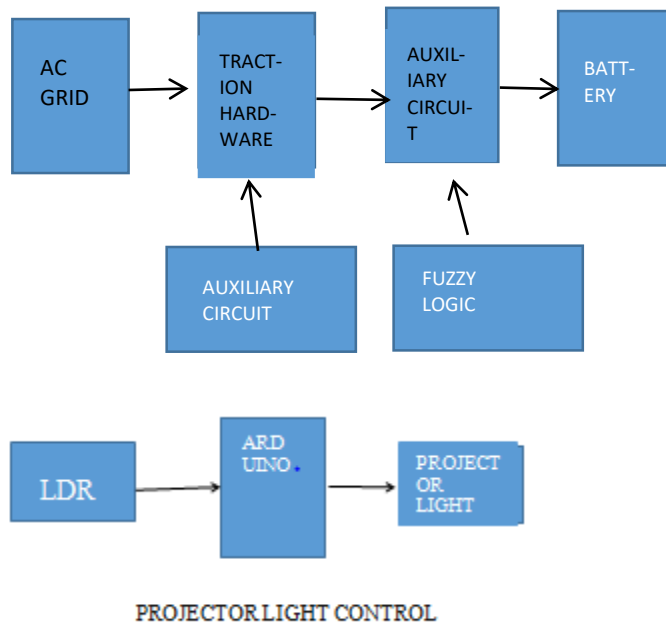 AC
GRID
TRACT-
ION
HARD-
WARE
AUXIL-
IARY
CIRCUI-
T
BATT-
ERY
AUXILIARY
CIRCUIT
FUZZY
LOGIC
LDR
ARD
UINO.
PROJECT
OR
LIGHT
PROJECTOR LIGHT CONTROL